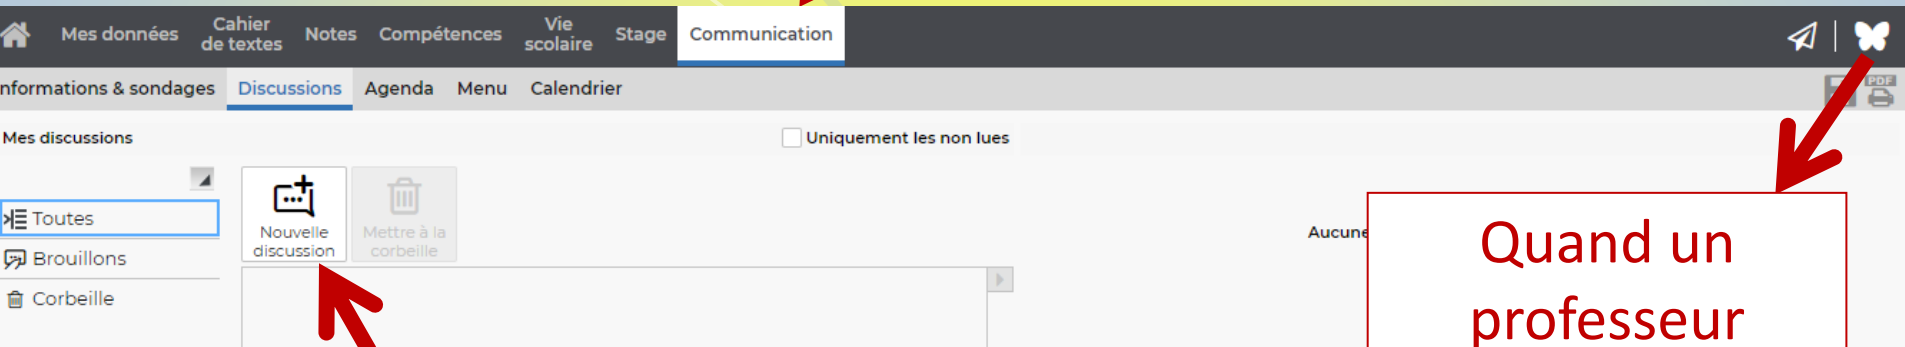 Mes données Cahier de textes Notes Compétences Vie scolaire Stage Communication
nformations & sondages Discussions Agenda Menu Calendrier
PDF
Mes discussions
Uniquement les non lues
Toutes
Brouillons
Corbeille
Nouvelle
discussion
Mettre à la
corbeille
Aucune
Quand un
professeur